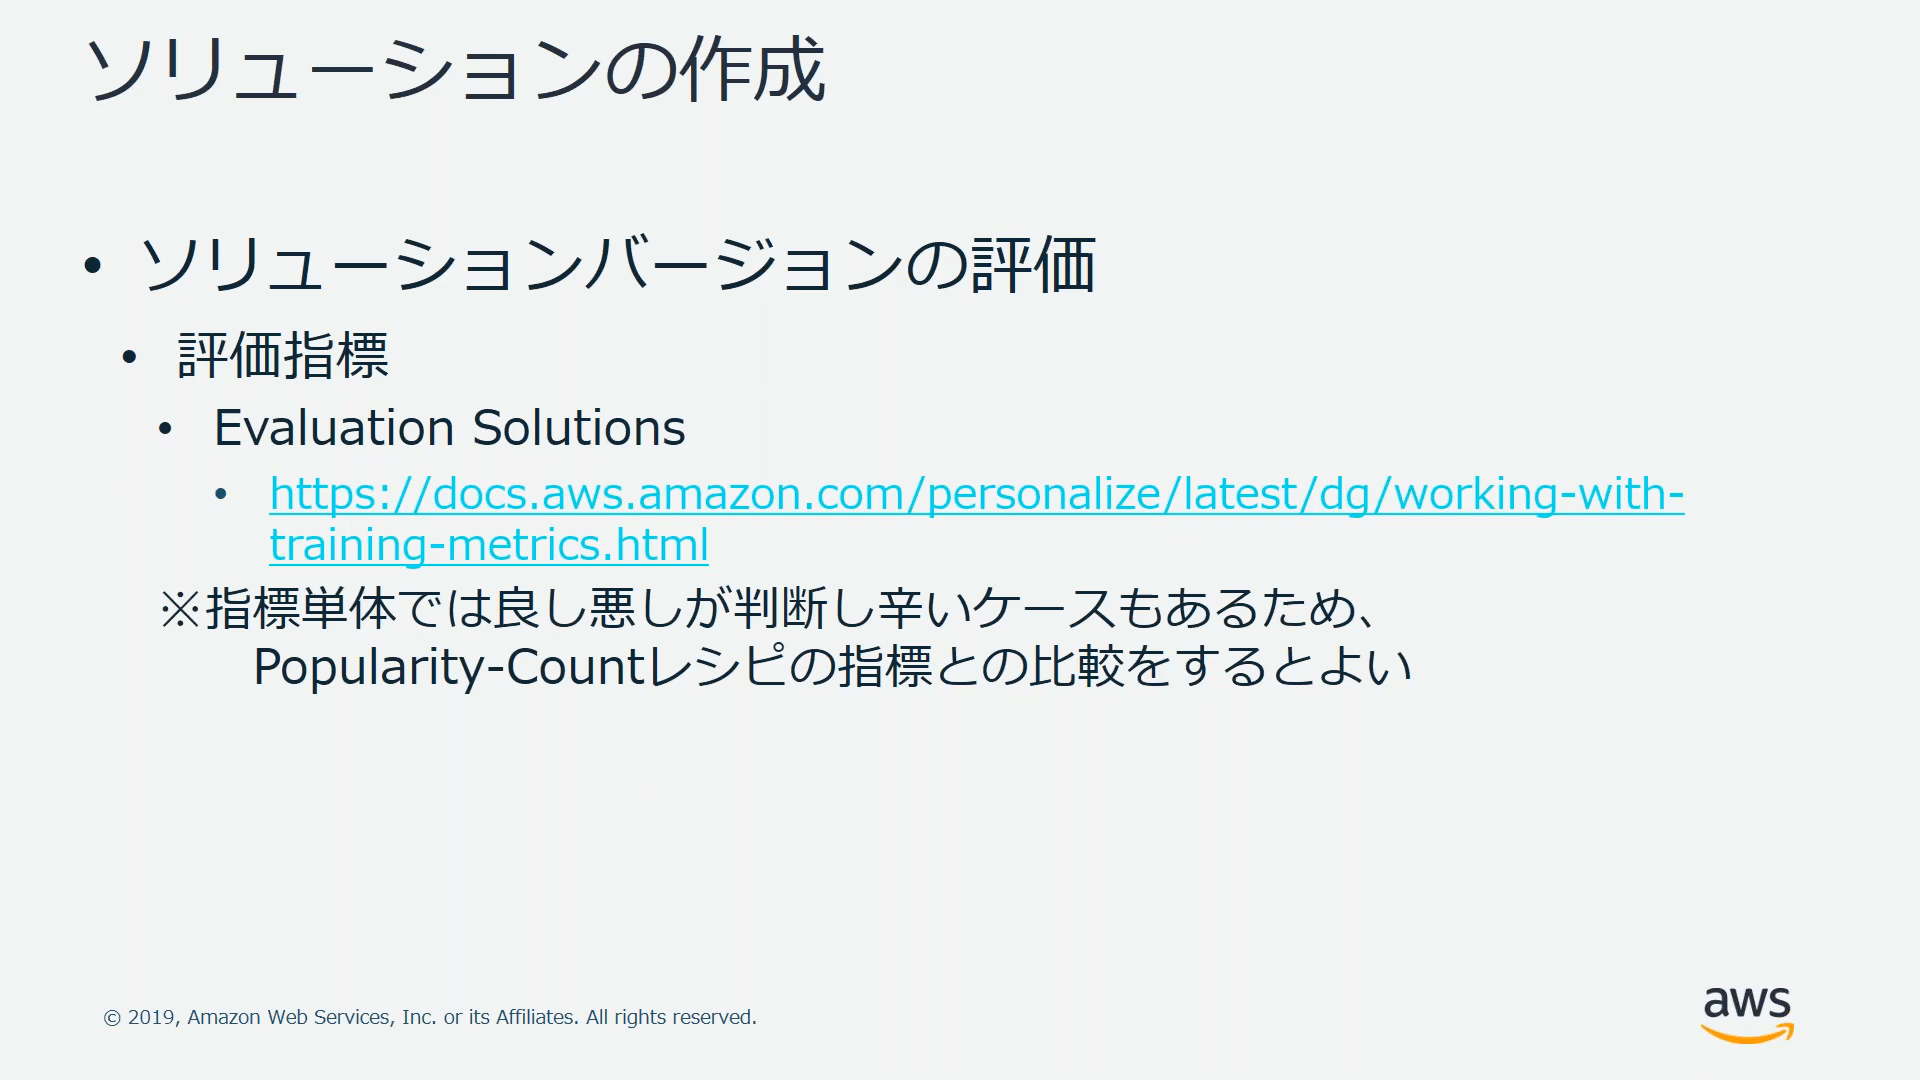 ソリューションの作成
• ソリューションバージョンの評価
• 評価指標
• Evaluation Solutions
• https://docs.aws.amazon.com/personalize/latest/dg/working-with-
training-metrics.html
※指標単体では良し悪しが判断し辛いケースもあるため、
Popularity-Countレシピの指標との比較をするとよい
© 2019, Amazon Web Services, Inc. or its Affiliates. All rights reserved.
aws